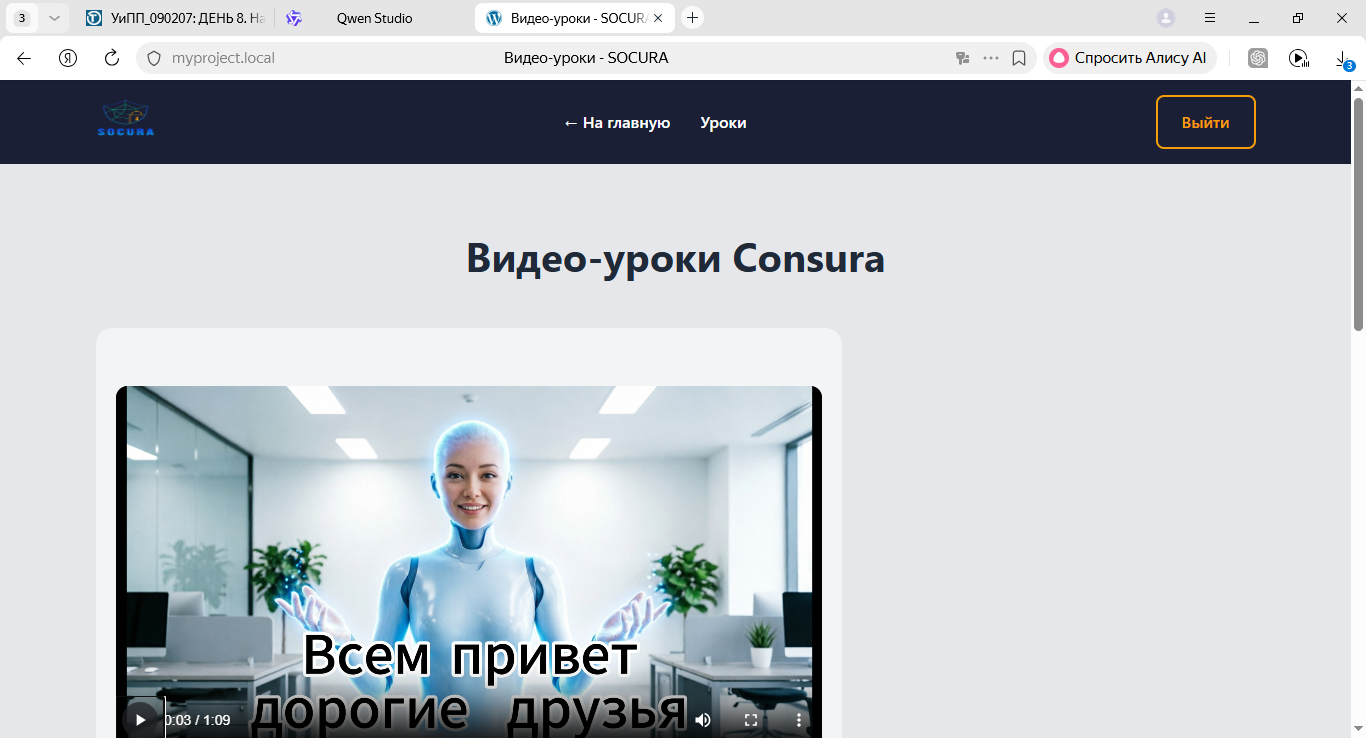 3
УиПП_090207: ДЕНЬ 8. На
Qwen Studio
Видео-уроки - SOCURA
myproject.local
Видео-уроки - SOCURA
Спросить Алису AI
3
SOCURA
← На главную
Уроки
Выйти
Видео-уроки Consura
Всем привет
дорогие друзья
0:03 / 1:09